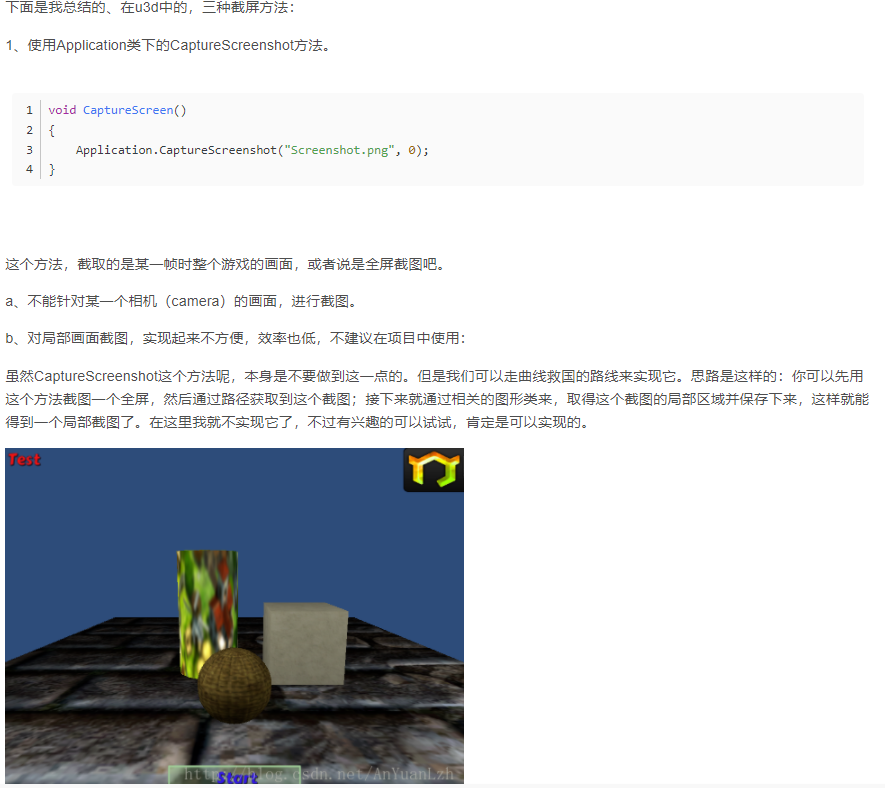 下面是我总结的、在u3d中的，三种截屏方法：
1、使用Application类下的CaptureScreenshot方法。
1 void CaptureScreen()
2 {
3 Application.CaptureScreenshot("Screenshot.png", 0);
4 }
这个方法，截取的是某一帧时整个游戏的画面，或者说是全屏截图吧。
a、不能针对某一个相机（camera）的画面，进行截图。
b、对局部画面截图，实现起来不方便，效率也低，不建议在项目中使用：
虽然CaptureScreenshot这个方法呢，本身是不要做到这一点的。但是我们可以走曲线救国的路线来实现它。思路是这样的：你可以先用
这个方法截图一个全屏，然后通过路径获取到这个截图；接下来就通过相关的图形类来，取得这个截图的局部区域并保存下来，这样就能
得到一个局部截图了。在这里我就不实现它了，不过有兴趣的可以试试，肯定是可以实现的。
Test
http://blog.csdn.net/AnYuanLzh
Start